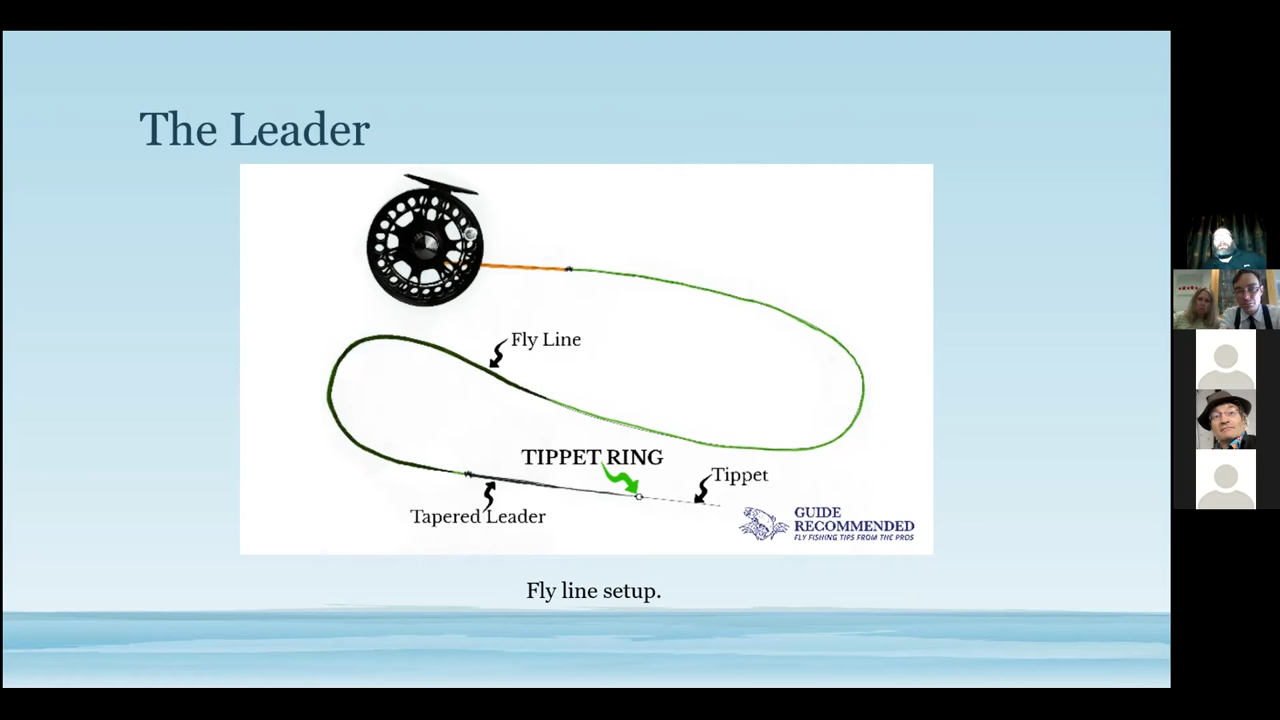 The Leader
Fly Line
TIPPET RING
Tippet
Tapered Leader
GUIDE
RECOMMENDED
FLY FISHING TIPS FROM THE PROS
Fly line setup.